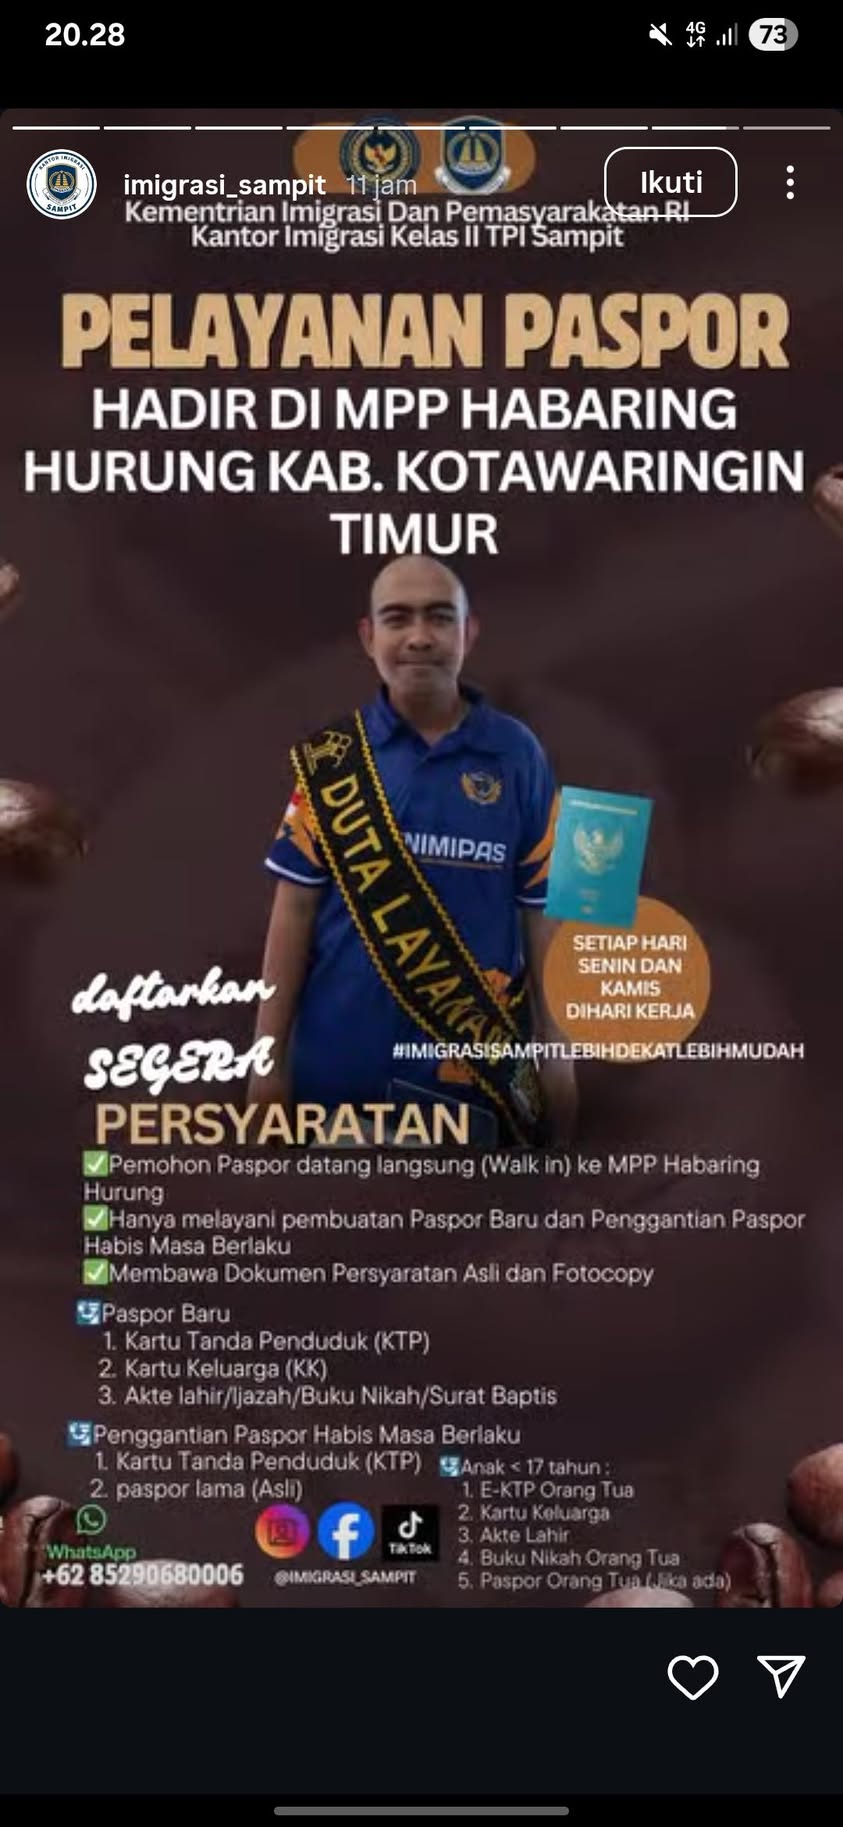 20.28
4G
73
imigrasi_sampit 11 jam
Ikuti
Kementrian Imigrasi Dan Pemasyarakatan RI
Kantor Imigrasi Kelas II TPI Sampit
PELAYANAN PASPOR
HADIR DI MPP HABARING
HURUNG KAB. KOTAWARINGIN
TIMUR
DUTA LAYANAN
NIMIPAS
SETIAP HARI
SENIN DAN
KAMIS
DIHARI KERJA
daftarkan
SEGERA
#IMIGRASISAMPITLEBIHDEKATLEBIHMUDAH
PERSYARATAN
✅Pemohon Paspor datang langsung (Walk in) ke MPP Habaring
Hurung
✅Hanya melayani pembuatan Paspor Baru dan Penggantian Paspor
Habis Masa Berlaku
✅Membawa Dokumen Persyaratan Asli dan Fotocopy
🛂Paspor Baru
1. Kartu Tanda Penduduk (KTP)
2. Kartu Keluarga (KK)
3. Akte lahir/Ijazah/Buku Nikah/Surat Baptis
🛂Penggantian Paspor Habis Masa Berlaku
1. Kartu Tanda Penduduk (KTP)
2. paspor lama (Asli)
🛂Anak < 17 tahun :
1. E-KTP Orang Tua
2. Kartu Keluarga
3. Akte Lahir
4. Buku Nikah Orang Tua
5. Paspor Orang Tua (Jika ada)
WhatsApp
+62 85290680006
TikTok
@IMIGRASI_SAMPIT